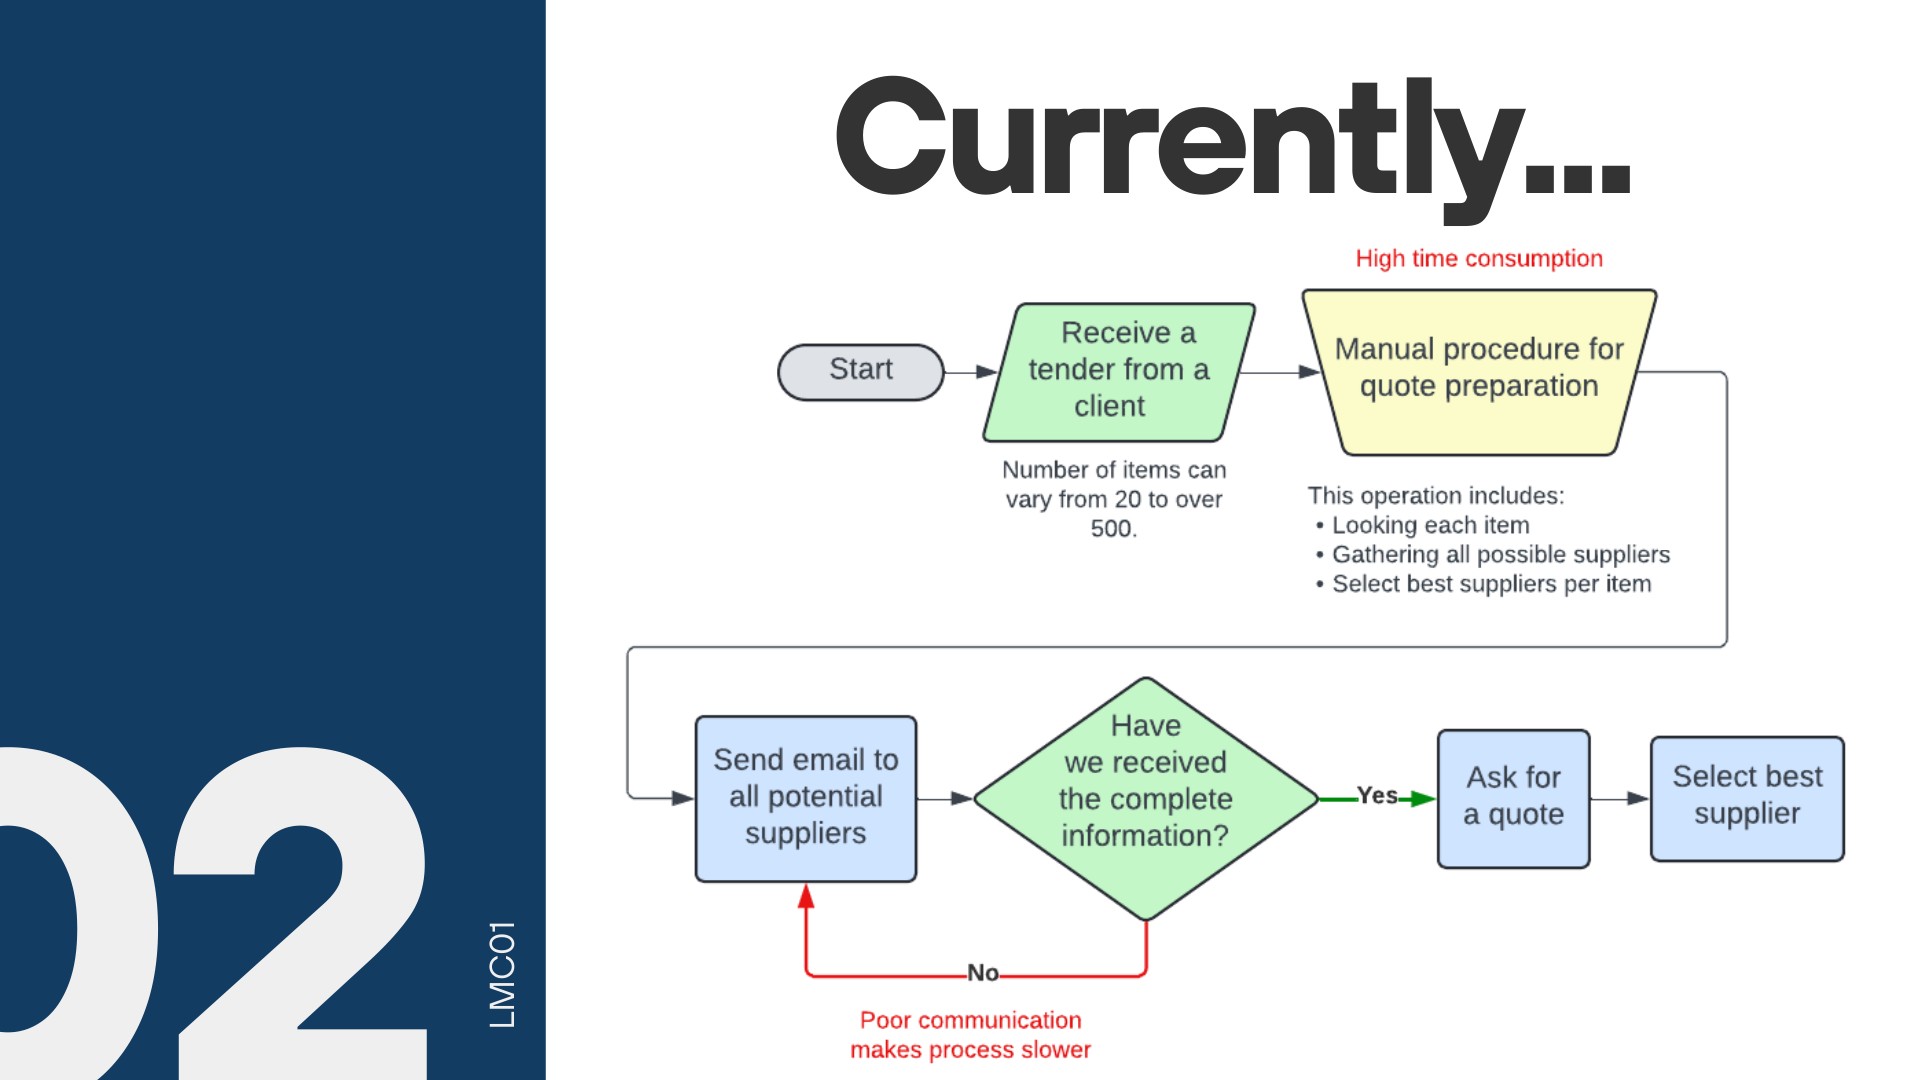 Currently...
High time consumption
Start
Receive a
tender from a
client
Manual procedure for
quote preparation
Number of items can
vary from 20 to over
500.
This operation includes:
• Looking each item
• Gathering all possible suppliers
• Select best suppliers per item
Send email to
all potential
suppliers
Have
we received
the complete
information?
Yes
Ask for
a quote
Select best
supplier
No
Poor communication
makes process slower
02
LMC01